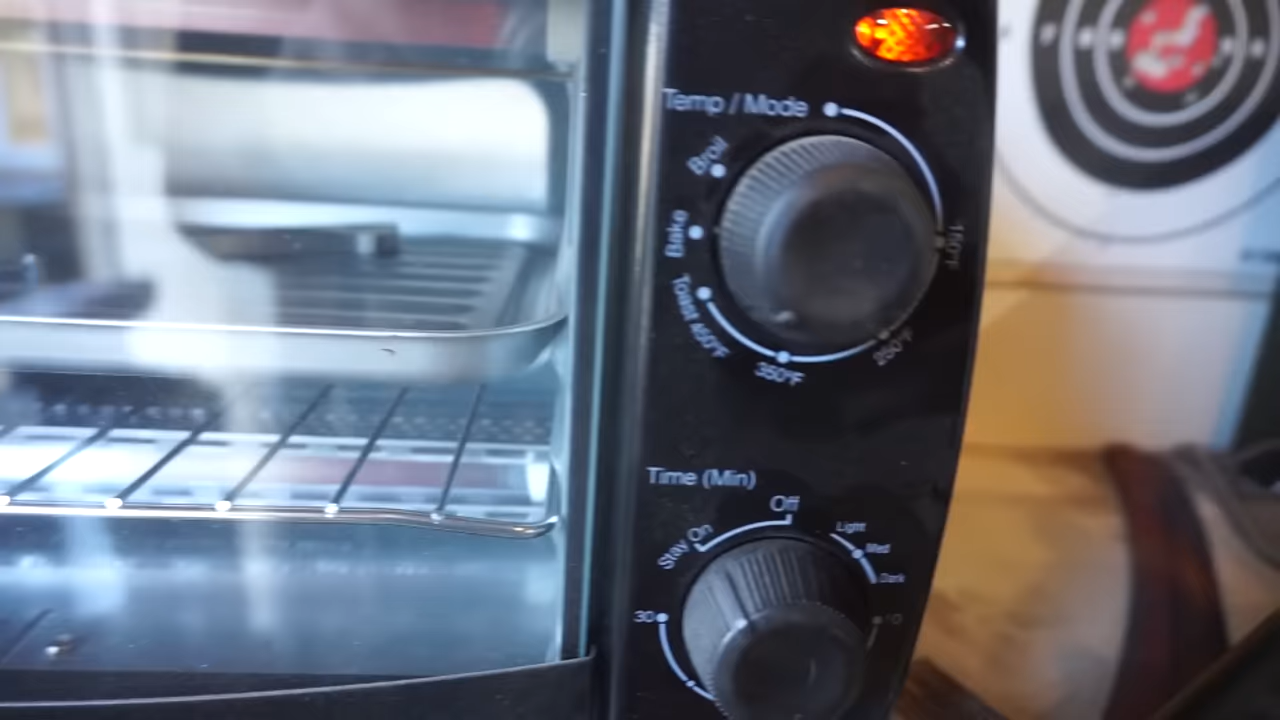 Temp / Mode
Broil
Bake
Toast 450°F
350°F
250°F
150°F
Time (Min)
Off
Stay On
Light
Med
Dark
30
10